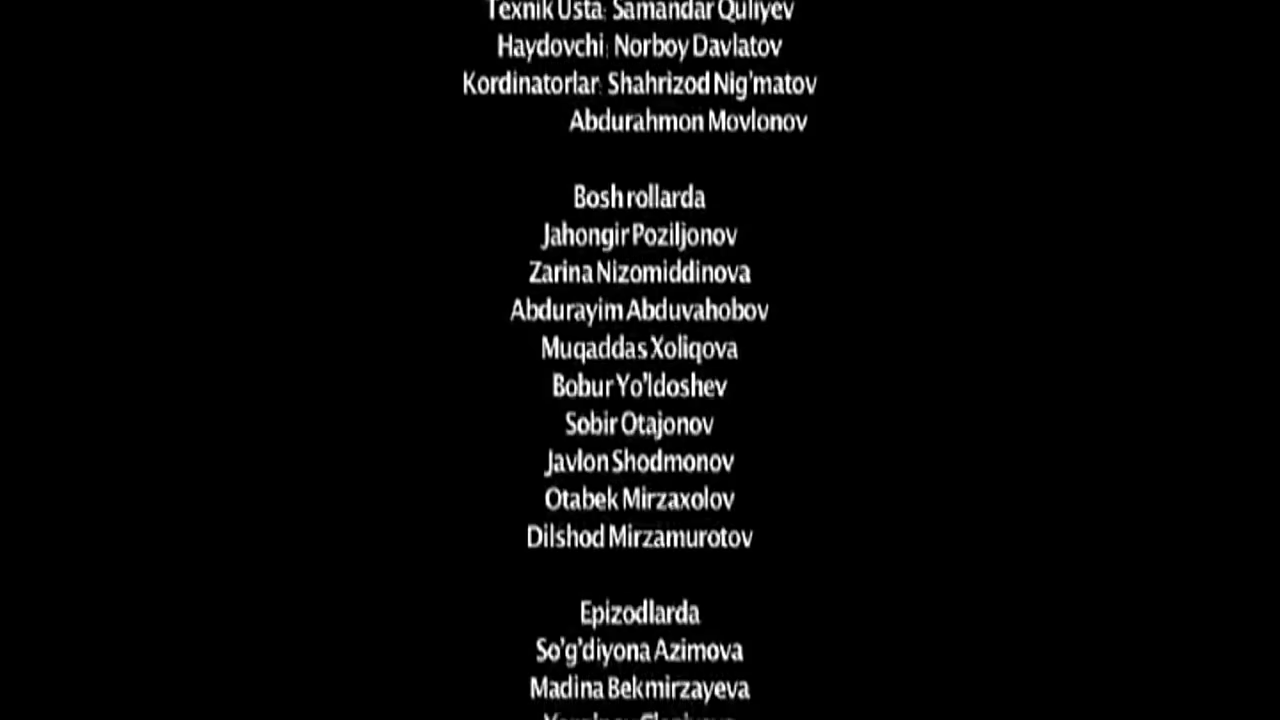 Texnik Usta: Samandar Quliyev
Haydovchi: Norboy Davlatov
Kordinatorlar: Shahrizod Nig'matov
Abdurahmon Movlonov
Bosh rollarda
Jahongir Poziljonov
Zarina Nizomiddinova
Abdurayim Abduvahobov
Muqaddas Xoliqova
Bobur Yo'ldoshev
Sobir Otajonov
Javlon Shodmonov
Otabek Mirzaxolov
Dilshod Mirzamurotov
Epizodlarda
So'g'diyona Azimova
Madina Bekmirzayeva